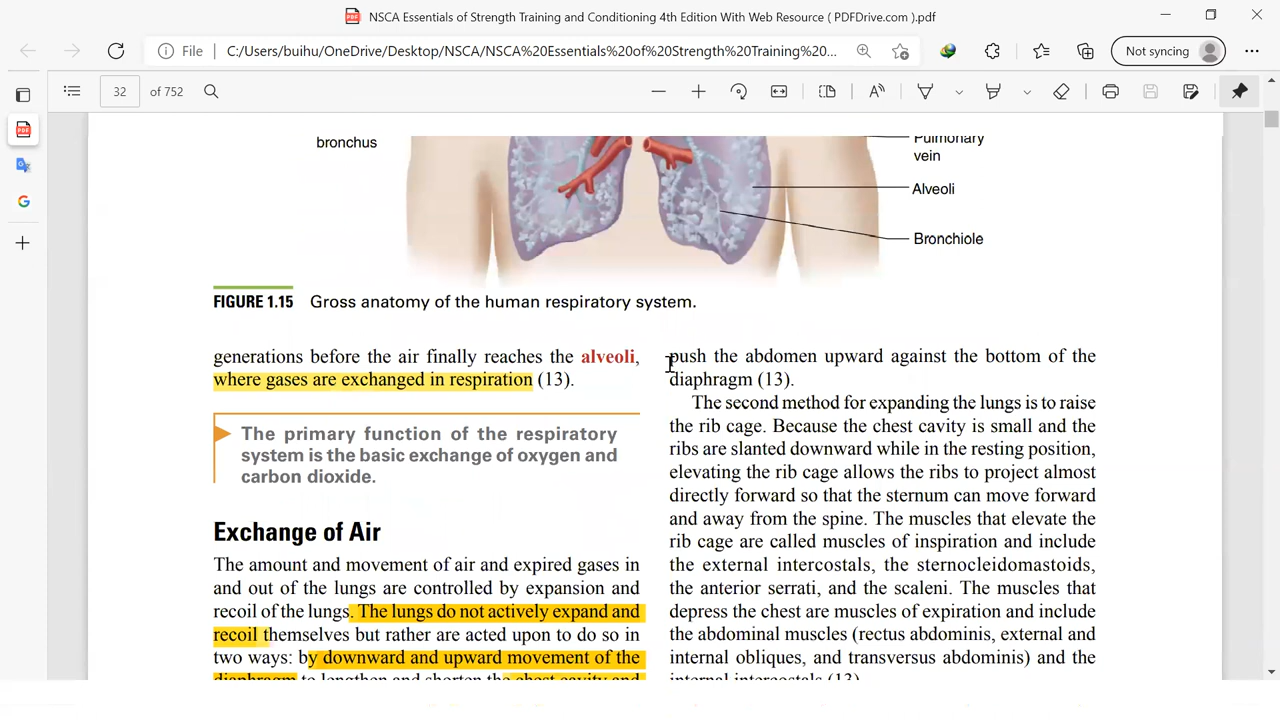 NSCA Essentials of Strength Training and Conditioning 4th Edition With Web Resource ( PDFDrive.com ).pdf
File
C:/Users/buihu/OneDrive/Desktop/NSCA/NSCA%20Essentials%20of%20Strength%20Training%20...
Not syncing
32
of 752
bronchus
Pulmonary
vein
Alveoli
Bronchiole
FIGURE 1.15 Gross anatomy of the human respiratory system.
generations before the air finally reaches the alveoli,
where gases are exchanged in respiration (13).
The primary function of the respiratory
system is the basic exchange of oxygen and
carbon dioxide.
Exchange of Air
The amount and movement of air and expired gases in
and out of the lungs are controlled by expansion and
recoil of the lungs. The lungs do not actively expand and
recoil themselves but rather are acted upon to do so in
two ways: by downward and upward movement of the
diaphragm to lengthen and shorten the chest cavity and
push the abdomen upward against the bottom of the
diaphragm (13).
The second method for expanding the lungs is to raise
the rib cage. Because the chest cavity is small and the
ribs are slanted downward while in the resting position,
elevating the rib cage allows the ribs to project almost
directly forward so that the sternum can move forward
and away from the spine. The muscles that elevate the
rib cage are called muscles of inspiration and include
the external intercostals, the sternocleidomastoids,
the anterior serrati, and the scaleni. The muscles that
depress the chest are muscles of expiration and include
the abdominal muscles (rectus abdominis, external and
internal obliques, and transversus abdominis) and the
internal intercostals (13).